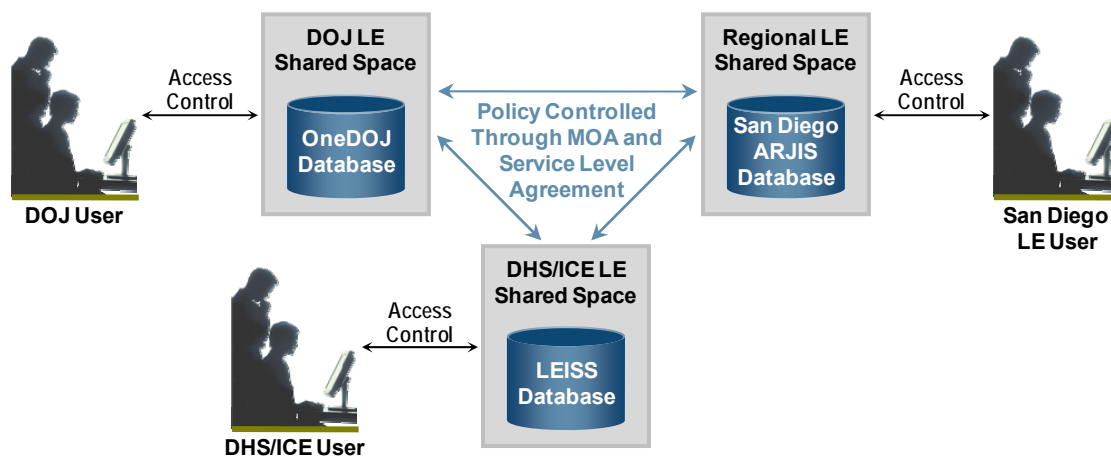 DOJ LE
Shared Space
OneDOJ
Database
Access
Control
DOJ User
Policy Controlled
Through MOA and
Service Level
Agreement
Regional LE
Shared Space
San Diego
ARJIS
Database
Access
Control
San Diego
LE User
DHS/ICE LE
Shared Space
LEISS
Database
Access
Control
DHS/ICE User